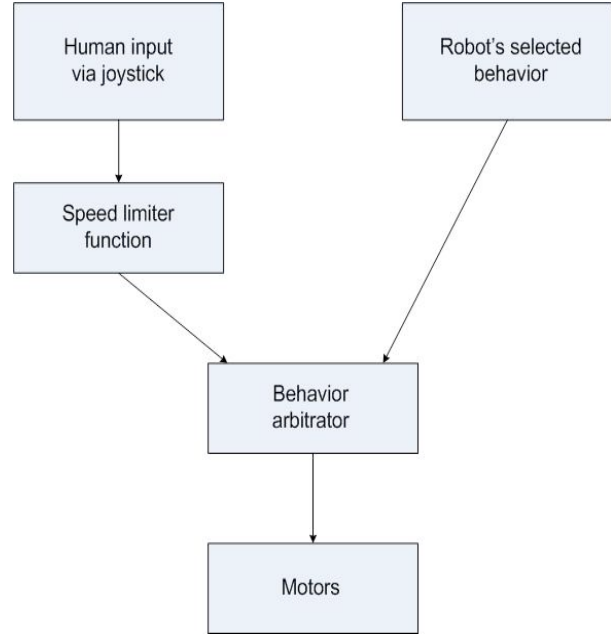 Human input
via joystick
Robot's selected
behavior
Speed limiter
function
Behavior
arbitrator
Motors